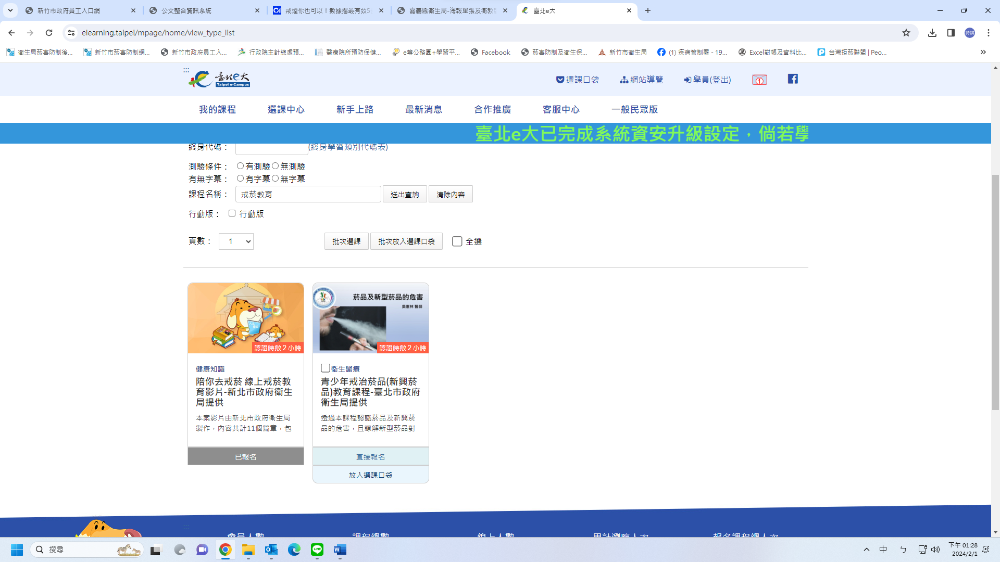 新竹市政府員工入口網
公文整合資訊系統
戒煙你也可以！數據揭最有效5
嘉義縣衛生局-海報單張及衛教
臺北e大
elearning.taipei/mpage/home/view_type_list
衛生局菸害防制後...
新竹市菸害防制網...
新竹市政府員工入...
行政院主計總處預...
醫療院所預防保健...
e等公務園+學習平...
Facebook
菸害防制及衛生保...
新竹市衛生局
(1) 疾病管制署 - 19...
Excel對帳及資料比...
台灣拒菸聯盟 | Peo...
:::
臺北e大
Taipei e-Campus
選課口袋
網站導覽
學員(登出)
1
我的課程
選課中心
新手上路
最新消息
合作推廣
客服中心
一般民眾版
臺北e大已完成系統資安升級設定，倘若學
終身代碼：
(終身學習類別代碼表)
測驗條件： 有測驗 無測驗
有無字幕： 有字幕 無字幕
課程名稱： 戒菸教育 送出查詢 清除內容
行動版： 行動版
頁數： 1 批次選課 批次放入選課口袋 全選
認證時數 2 小時
健康知識
陪你去戒菸 線上戒菸教
育影片-新北市政府衛生
局提供
本案影片由新北市政府衛生局
製作，內容共計11個篇章，包
已報名
菸品及新型菸品的危害
吳憲林 醫師
認證時數 2 小時
衛生醫療
青少年戒治菸品(新興菸
品)教育課程-臺北市政府
衛生局提供
透過本課程認識菸品及新興菸
品的危害，且瞭解新型菸品對
直接報名
放入選課口袋
:::
會員人數
課程總數
線上人數
累計瀏覽人次
報名課程總人次
搜尋
中
ㄅ
下午 01:28
2024/2/1